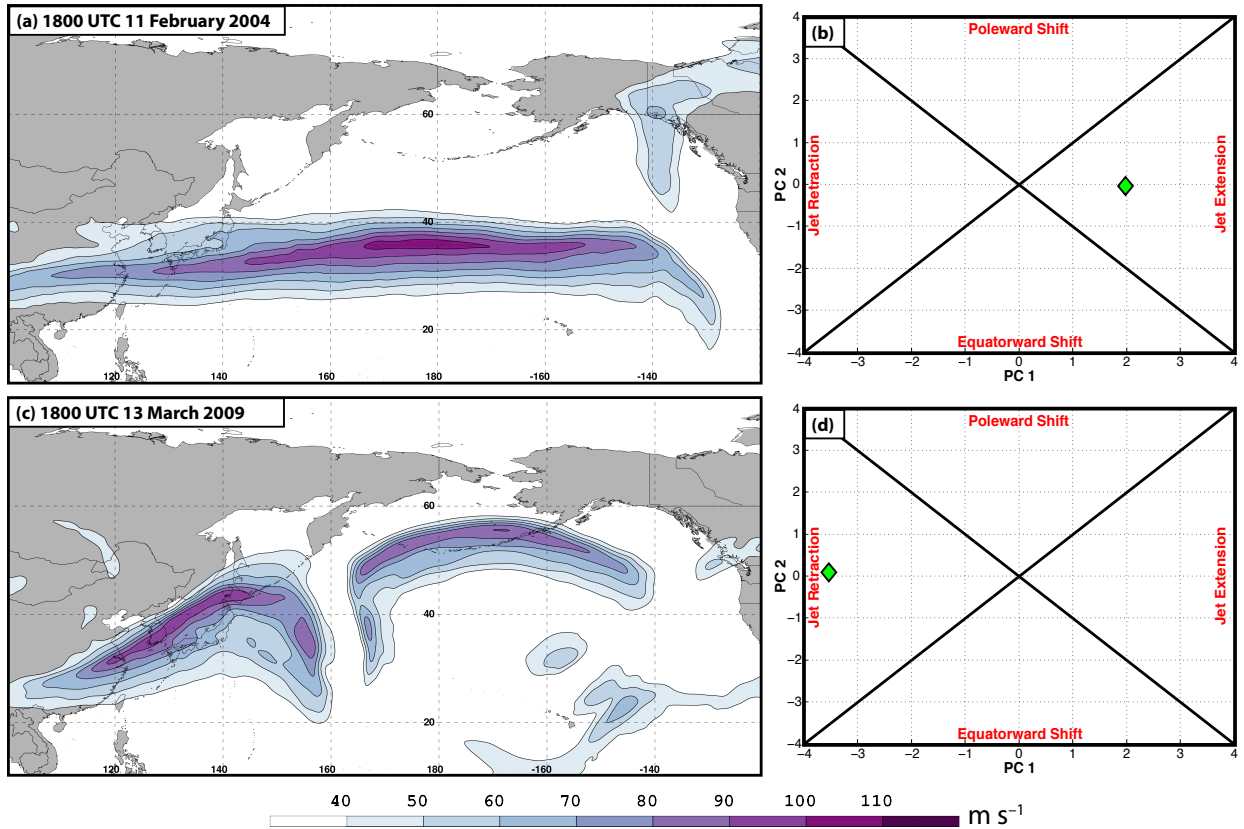 (a) 1800 UTC 11 February 2004
60
40
20
120
140
160
-180
-160
-140
(b)
Poleward Shift
Jet Retraction
Jet Extension
Equatorward Shift
PC 2
4
3
2
1
0
−1
−2
−3
−4
−4 −3 −2 −1 0 1 2 3 4
PC 1
(c) 1800 UTC 13 March 2009
60
40
20
120
140
160
-180
-160
-140
(d)
Poleward Shift
Jet Retraction
Jet Extension
Equatorward Shift
PC 2
4
3
2
1
0
−1
−2
−3
−4
−4 −3 −2 −1 0 1 2 3 4
PC 1
40 50 60 70 80 90 100 110
m s⁻¹